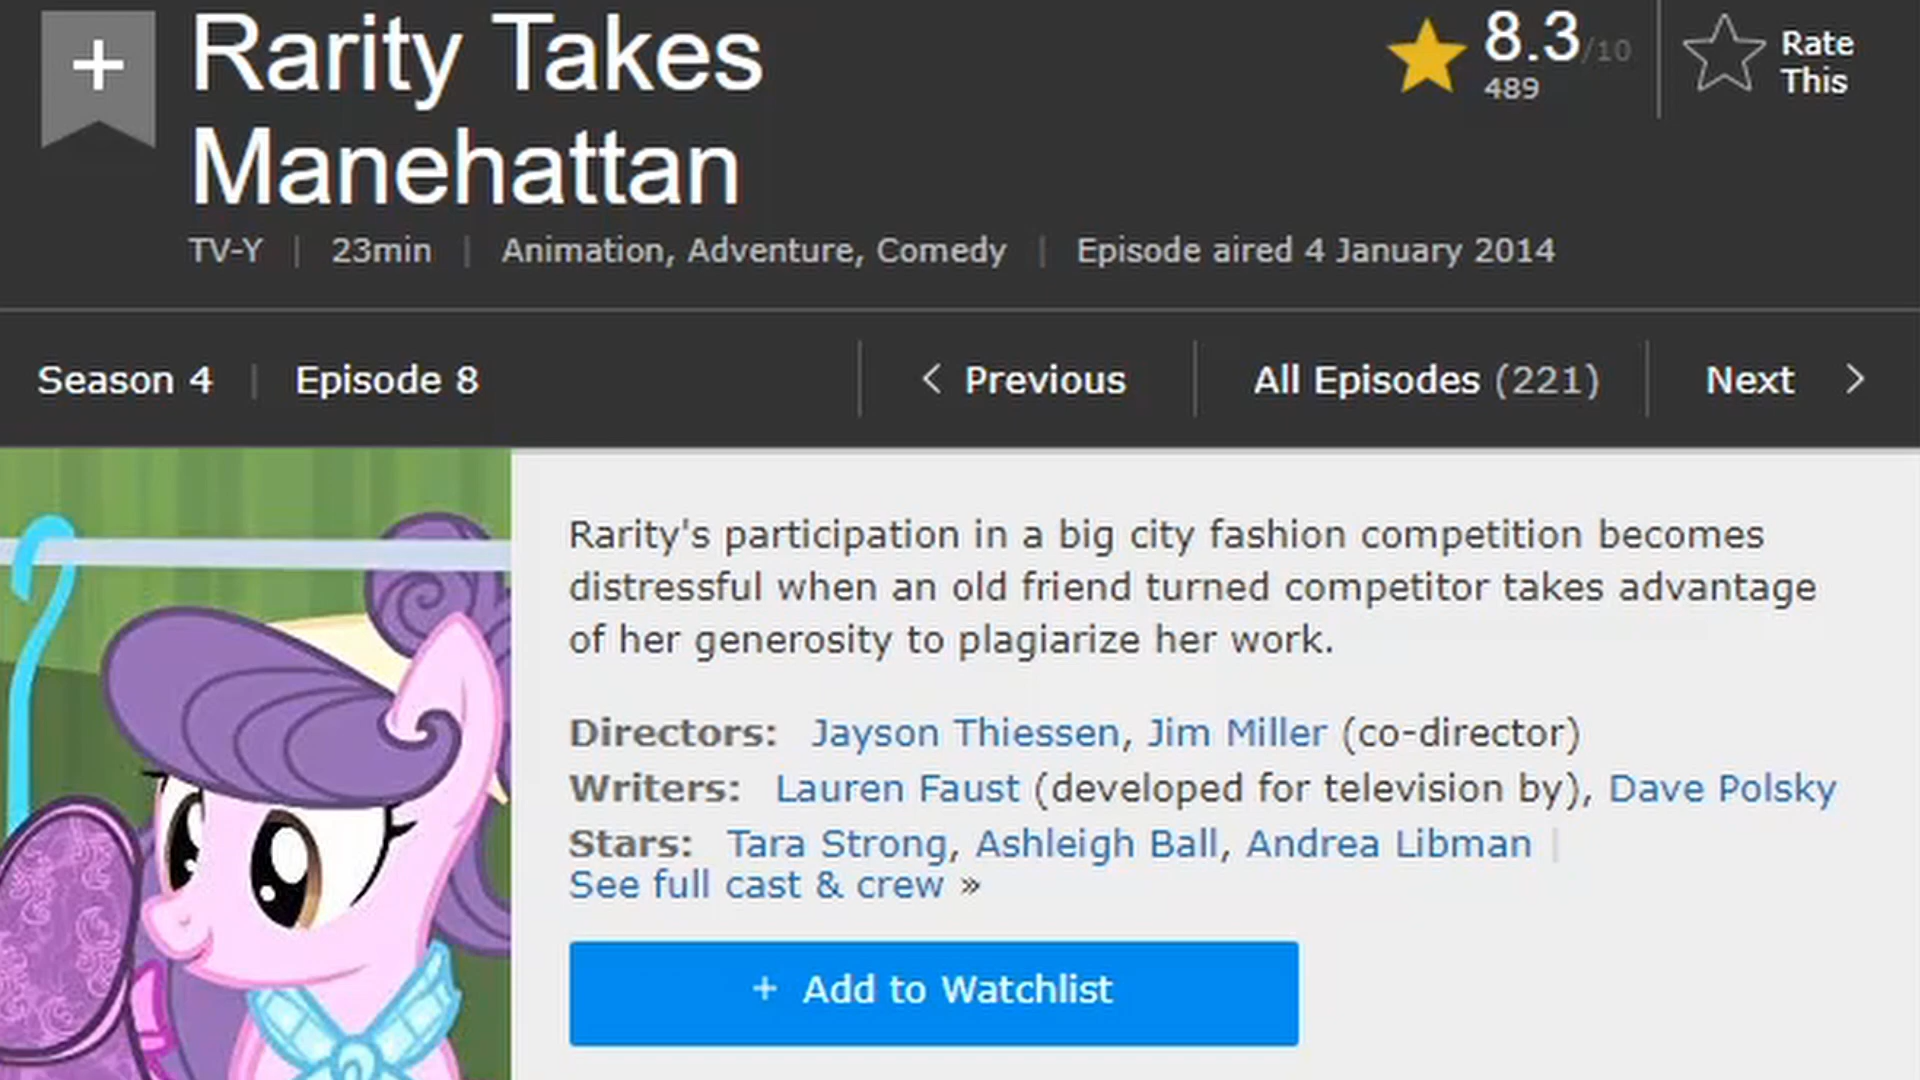 Rarity Takes
Manehattan
8.3/10
489
Rate
This
TV-Y | 23min | Animation, Adventure, Comedy | Episode aired 4 January 2014
Season 4 | Episode 8
Previous
All Episodes (221)
Next
Rarity's participation in a big city fashion competition becomes
distressful when an old friend turned competitor takes advantage
of her generosity to plagiarize her work.
Directors: Jayson Thiessen, Jim Miller (co-director)
Writers: Lauren Faust (developed for television by), Dave Polsky
Stars: Tara Strong, Ashleigh Ball, Andrea Libman |
See full cast & crew »
+ Add to Watchlist